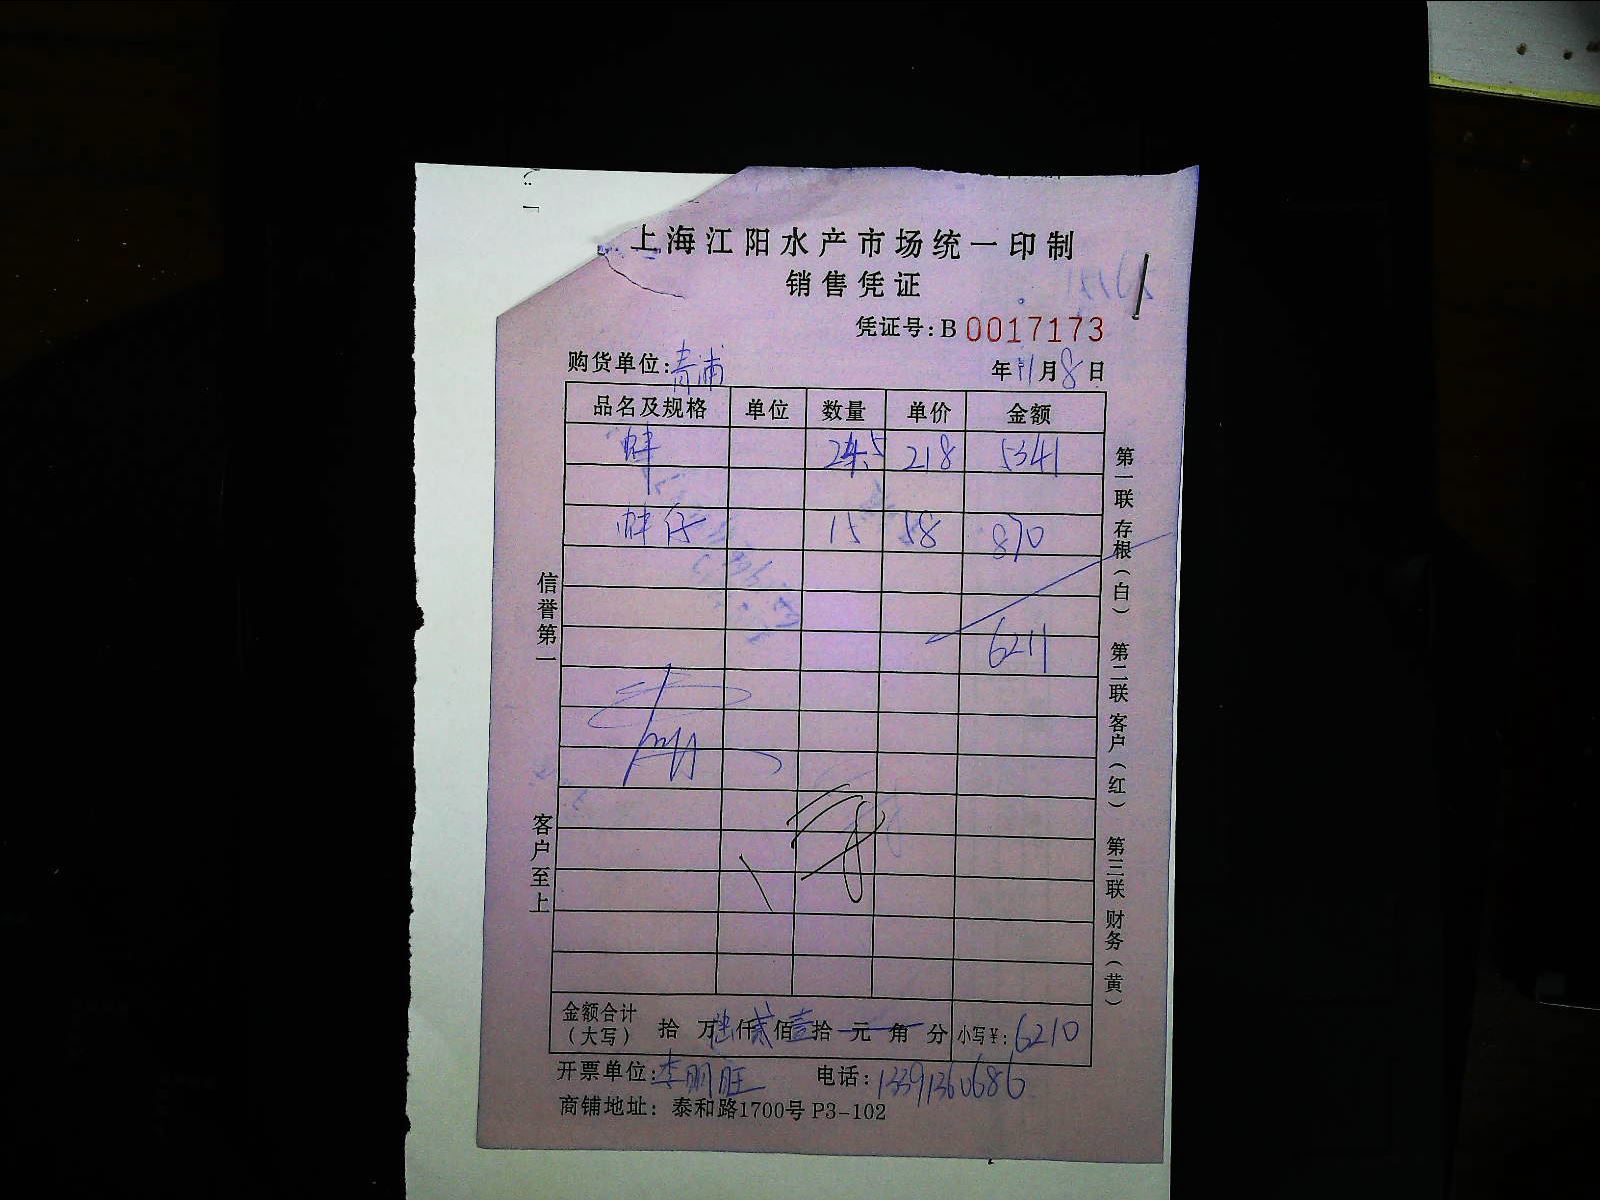 上海江阳水产市场统一印制
销售凭证
凭证号:B 0017173
购货单位:青浦 年11月8日
品名及规格 单位 数量 单价 金额
蚌 24.5 218 5341
蚌仔 15 58 870
6211
金额合计(大写) 拾 万陆仟贰佰壹拾元角分 小写¥:6210
开票单位:李明旺 电话:13391360686
商铺地址:泰和路1700号P3-102
信誉第一
客户至上
第一联 存根(白) 第二联 客户(红) 第三联 财务(黄)